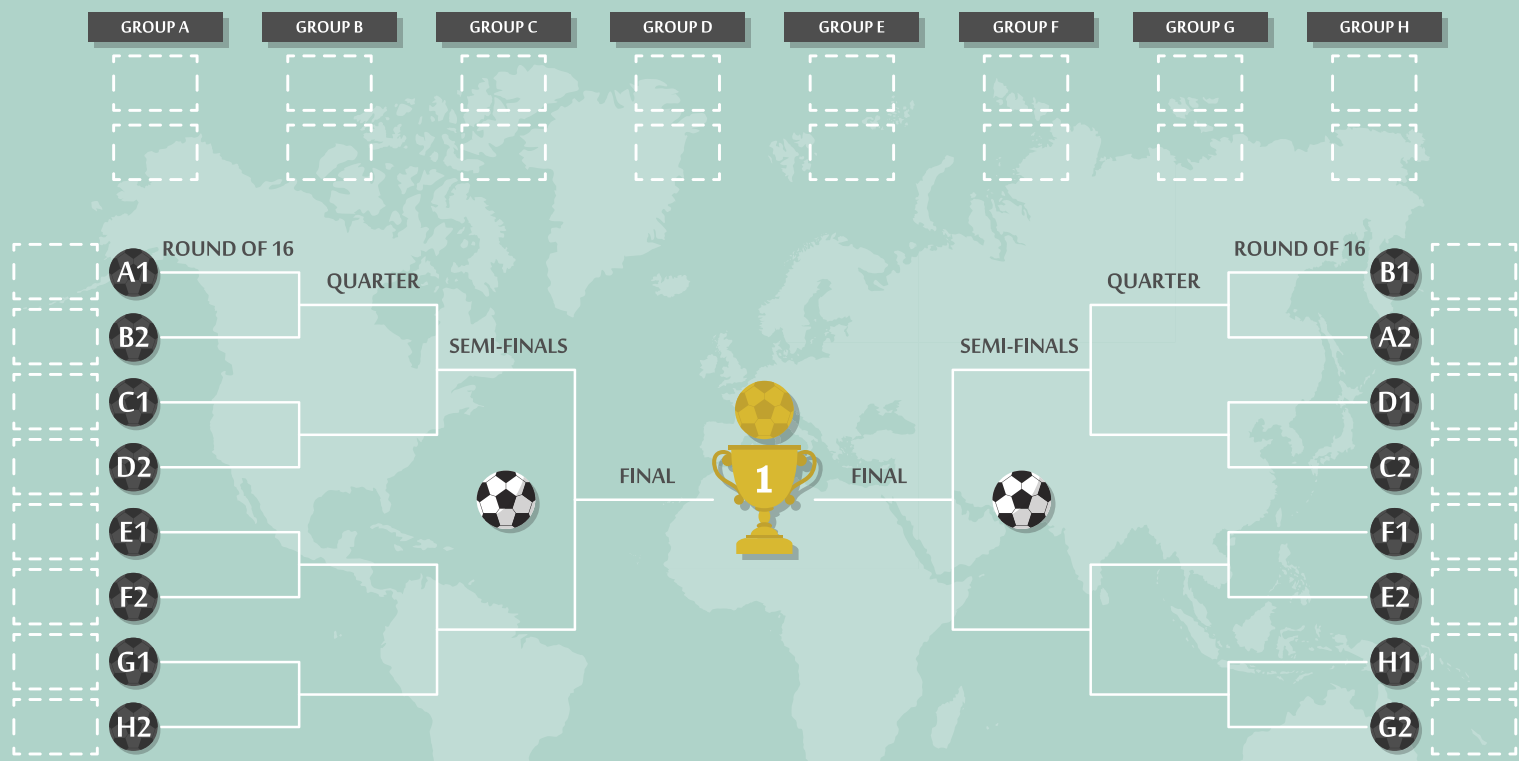 GROUP A
GROUP B
GROUP C
GROUP D
GROUP E
GROUP F
GROUP G
GROUP H
ROUND OF 16
ROUND OF 16
A1
B1
QUARTER
QUARTER
B2
A2
SEMI-FINALS
SEMI-FINALS
C1
D1
D2
C2
FINAL
1
FINAL
E1
F1
F2
E2
G1
H1
H2
G2